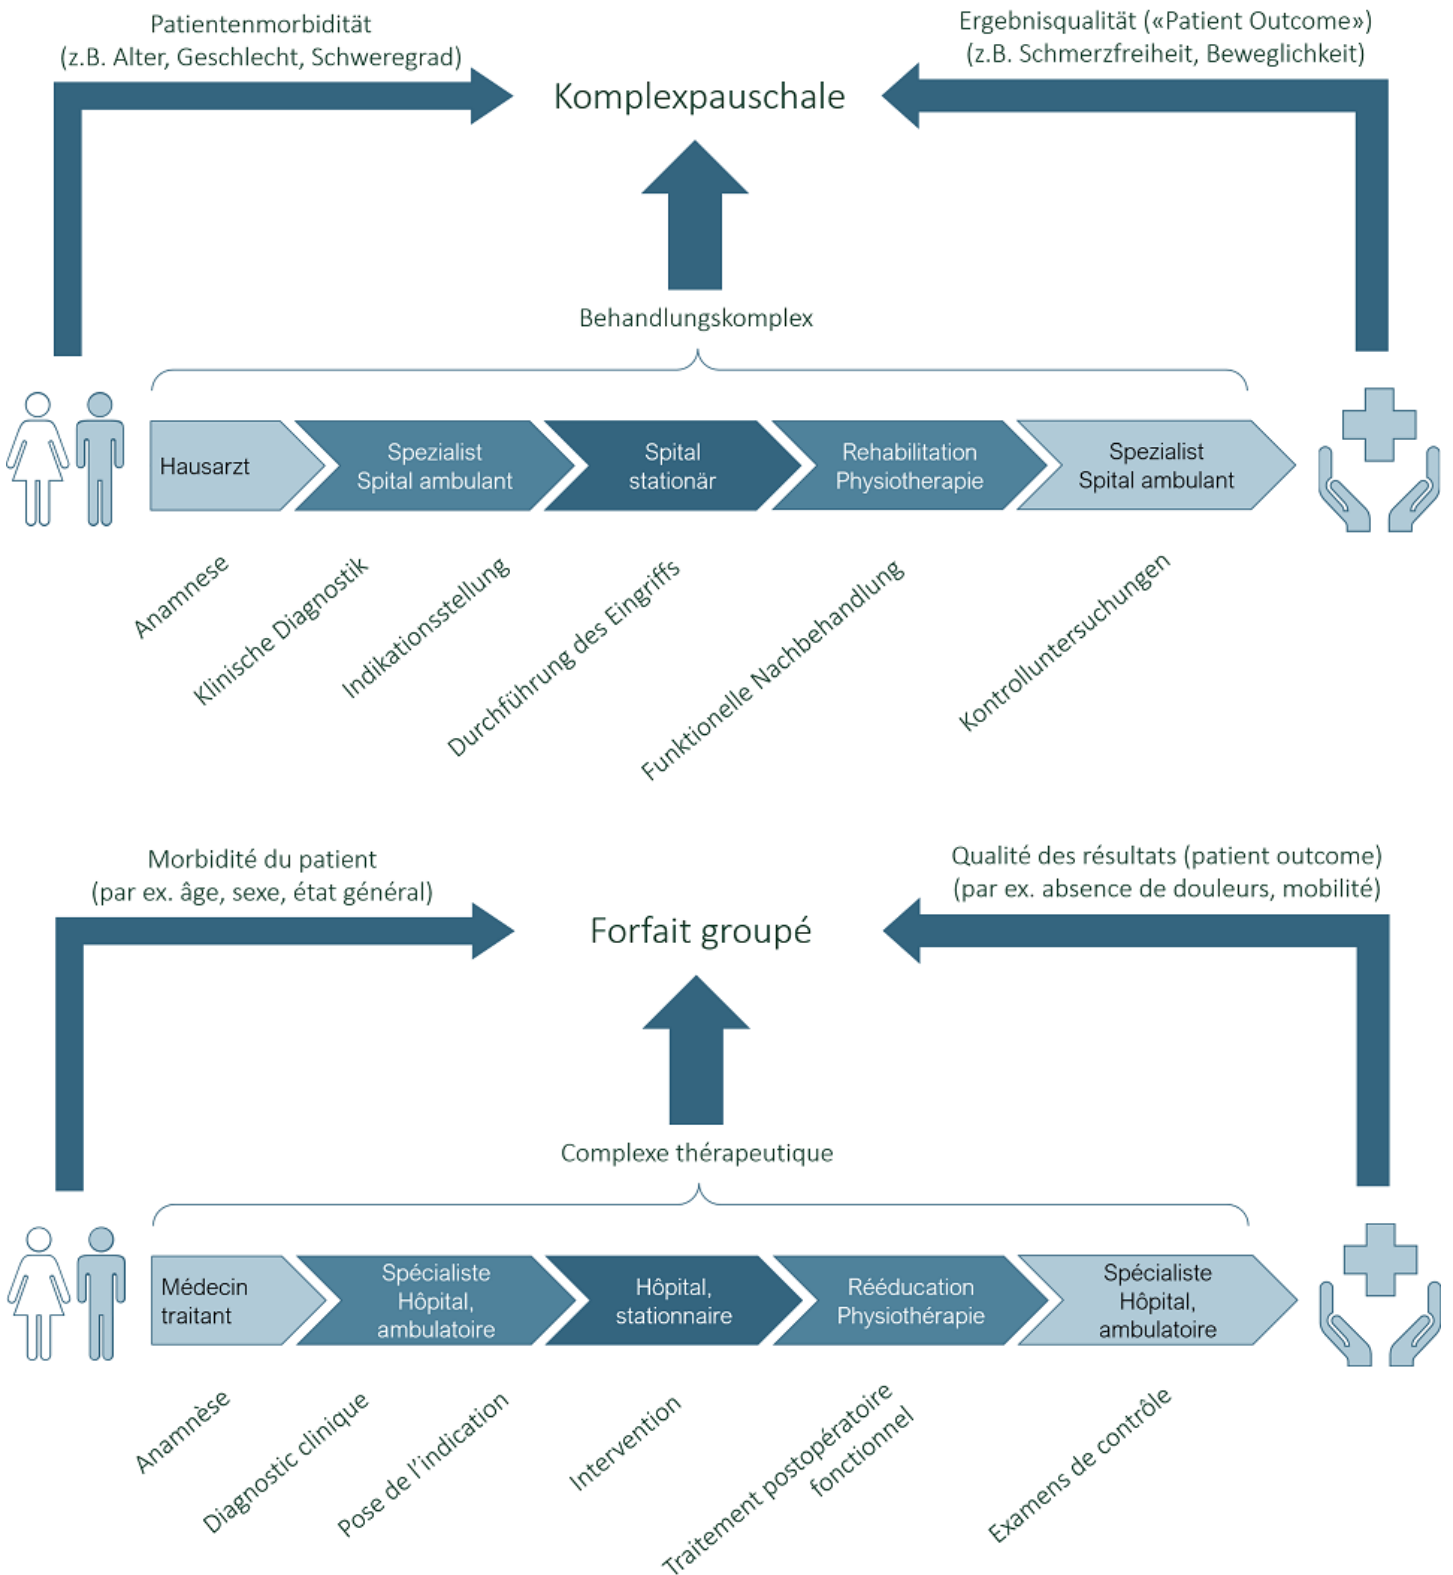 Patientenmorbidität
(z.B. Alter, Geschlecht, Schweregrad)
Ergebnisqualität («Patient Outcome»)
(z.B. Schmerzfreiheit, Beweglichkeit)
Komplexpauschale
Behandlungskomplex
Hausarzt
Spezialist
Spital ambulant
Spital
stationär
Rehabilitation
Physiotherapie
Spezialist
Spital ambulant
Anamnese
Klinische Diagnostik
Indikationsstellung
Durchführung des Eingriffs
Funktionelle Nachbehandlung
Kontrolluntersuchungen
Morbidité du patient
(par ex. âge, sexe, état général)
Qualité des résultats (patient outcome)
(par ex. absence de douleurs, mobilité)
Forfait groupé
Complexe thérapeutique
Médecin
traitant
Spécialiste
Hôpital,
ambulatoire
Hôpital,
stationnaire
Rééducation
Physiothérapie
Spécialiste
Hôpital,
ambulatoire
Anamnèse
Diagnostic clinique
Pose de l’indication
Intervention
Traitement postopératoire
fonctionnel
Examens de contrôle